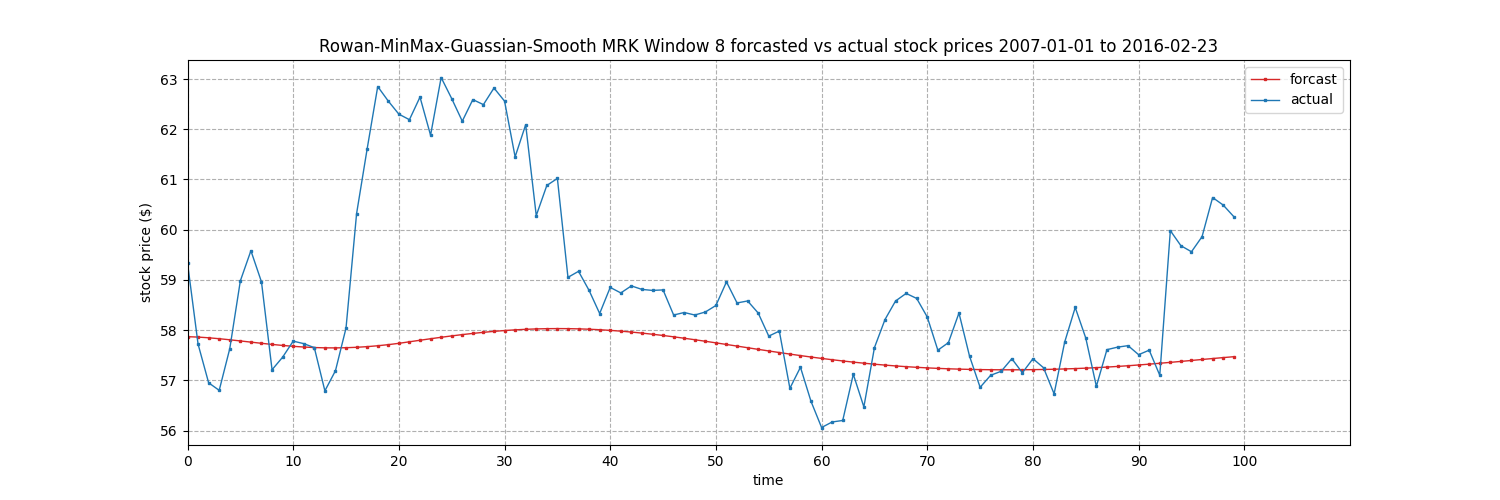 Rowan-MinMax-Guassian-Smooth MRK Window 8 forcasted vs actual stock prices 2007-01-01 to 2016-02-23
forcast
actual
stock price ($)
63
62
61
60
59
58
57
56
0 10 20 30 40 50 60 70 80 90 100
time